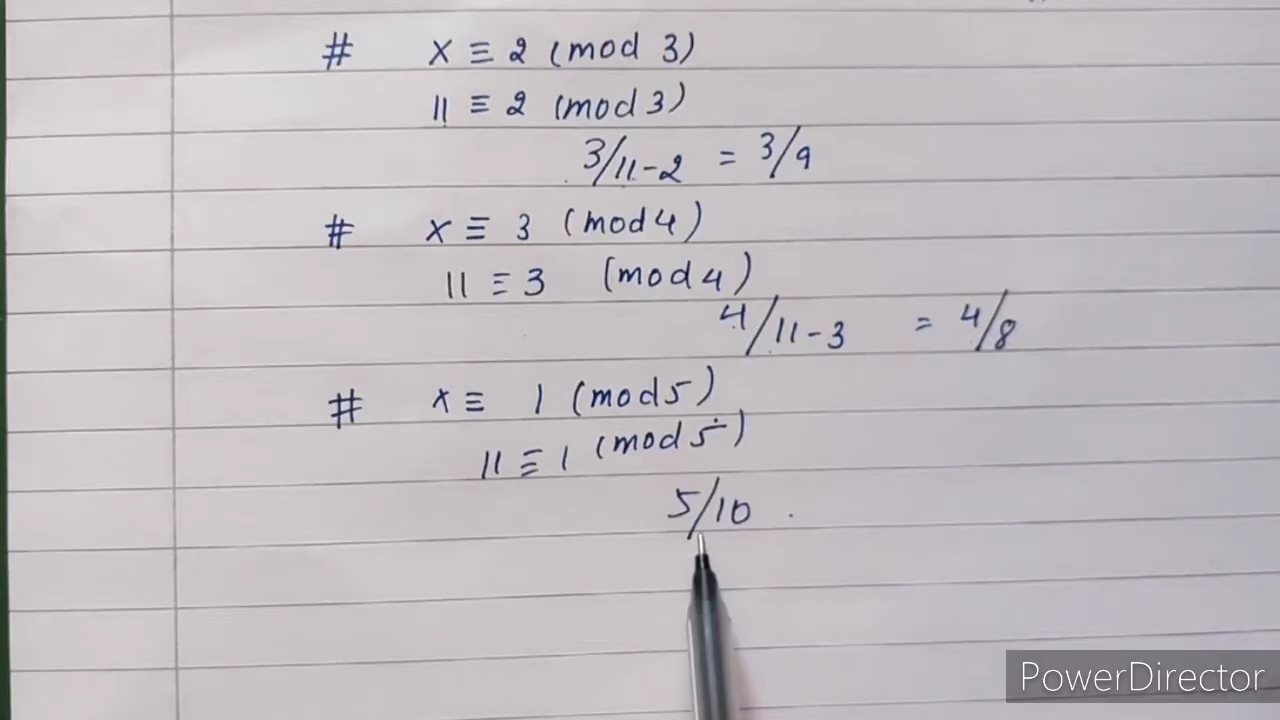 # x ≡ 2 (mod 3)
11 ≡ 2 (mod 3)
3/11-2 = 3/9
# x ≡ 3 (mod 4)
11 ≡ 3 (mod 4)
4/11-3 = 4/8
# x ≡ 1 (mod 5)
11 ≡ 1 (mod 5)
5/10
PowerDirector